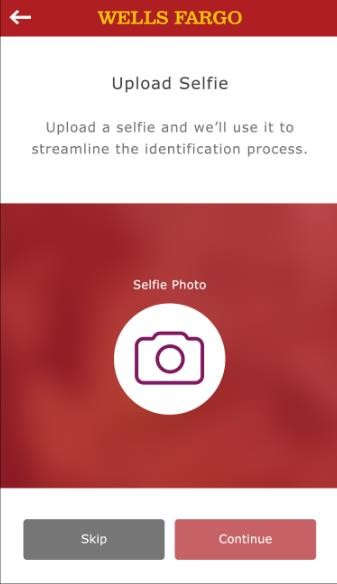 WELLS FARGO
Upload Selfie
Upload a selfie and we'll use it to
streamline the identification process.
Selfie Photo
Skip
Continue